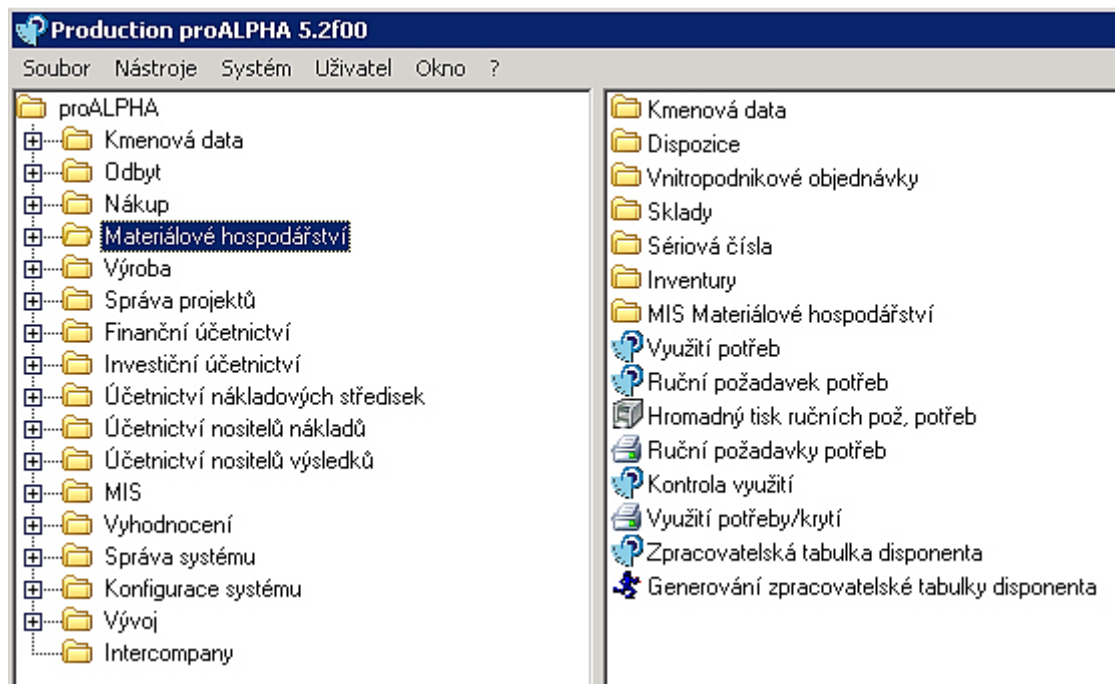 Production proALPHA 5.2f00
Soubor Nástroje Systém Uživatel Okno ?
proALPHA
Kmenová data
Odbyt
Nákup
Materiálové hospodářství
Výroba
Správa projektů
Finanční účetnictví
Investiční účetnictví
Účetnictví nákladových středisek
Účetnictví nositelů nákladů
Účetnictví nositelů výsledků
MIS
Vyhodnocení
Správa systému
Konfigurace systému
Vývoj
Intercompany
Kmenová data
Dispozice
Vnitropodnikové objednávky
Sklady
Sériová čísla
Inventury
MIS Materiálové hospodářství
Využití potřeb
Ruční požadavek potřeb
Hromadný tisk ručních pož, potřeb
Ruční požadavky potřeb
Kontrola využití
Využití potřeby/krytí
Zpracovatelská tabulka disponenta
Generování zpracovatelské tabulky disponenta